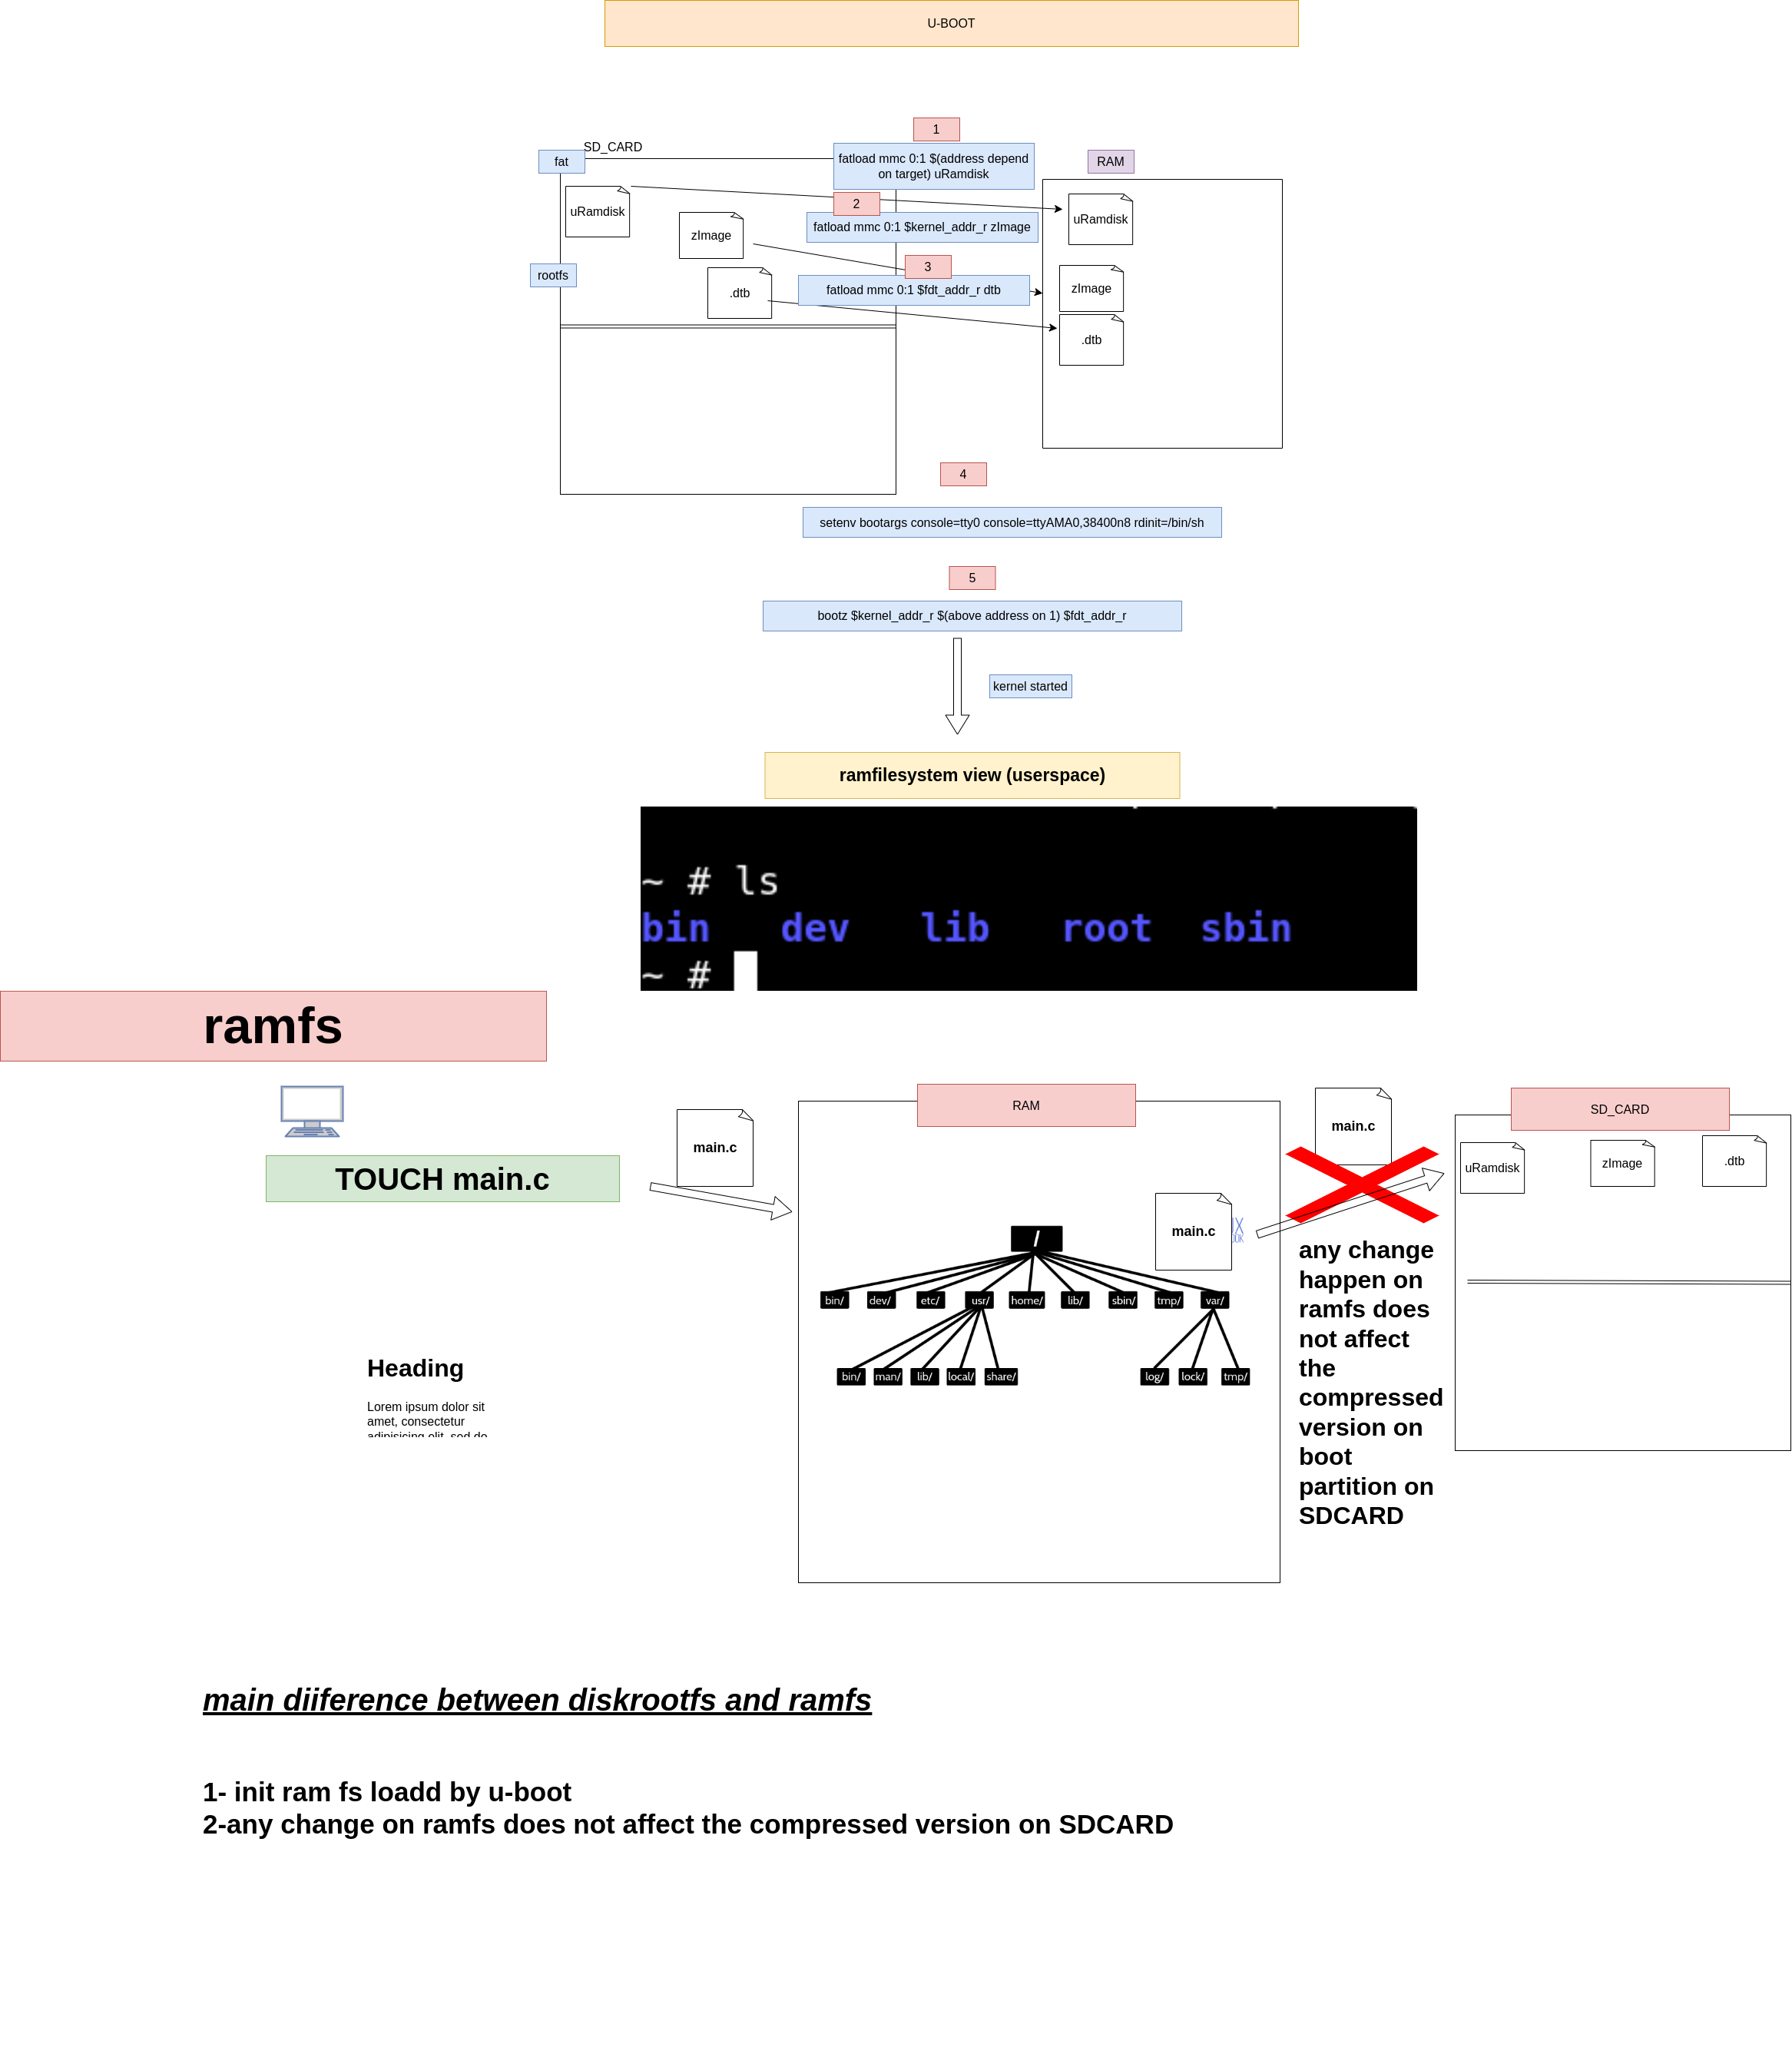 U-BOOT
1
SD_CARD
fat
fatload mmc 0:1 $(address depend
on target) uRamdisk
RAM
uRamdisk
2
uRamdisk
zImage
fatload mmc 0:1 $kernel_addr_r zImage
3
rootfs
.dtb
fatload mmc 0:1 $fdt_addr_r dtb
zImage
.dtb
4
setenv bootargs console=tty0 console=ttyAMA0,38400n8 rdinit=/bin/sh
5
bootz $kernel_addr_r $(above address on 1) $fdt_addr_r
kernel started
ramfilesystem view (userspace)
~ # ls
bin dev lib root sbin
~ #
ramfs
TOUCH main.c
main.c
RAM
main.c
/
bin/ dev/ etc/ usr/ home/ lib/ sbin/ tmp/ var/
bin/ man/ lib/ local/ share/ log/ lock/ tmp/
main.c
SD_CARD
uRamdisk
zImage
.dtb
any change
happen on
ramfs does
not affect
the
compressed
version on
boot
partition on
SDCARD
Heading
Lorem ipsum dolor sit
amet, consectetur
adipisicing elit, sed do
main diiference between diskrootfs and ramfs
1- init ram fs loadd by u-boot
2-any change on ramfs does not affect the compressed version on SDCARD